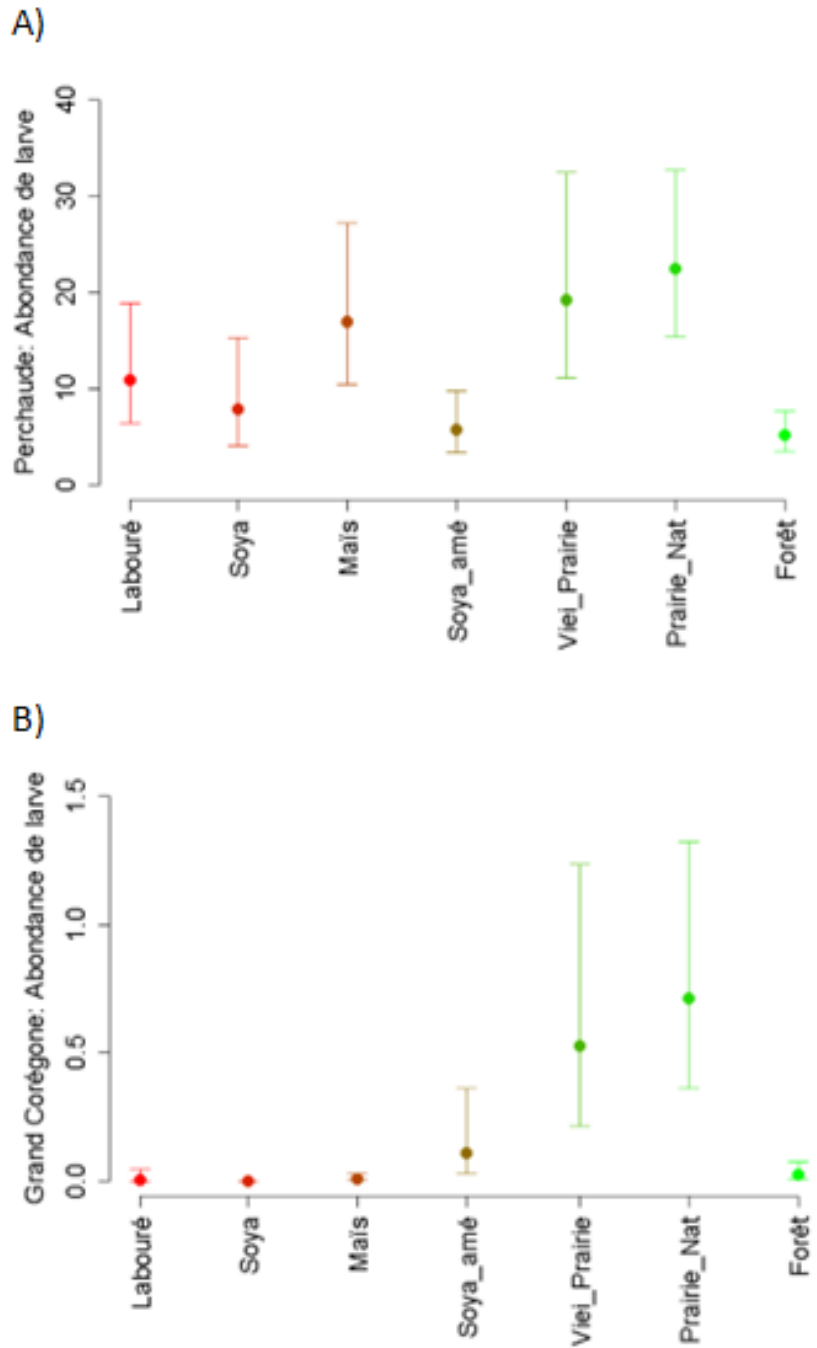 A)
Perchaude: Abondance de larve
40
30
20
10
0
Labouré
Soya
Maïs
Soya_amé
Viei_Prairie
Prairie_Nat
Forêt
B)
Grand Corégone: Abondance de larve
1.5
1.0
0.5
0.0
Labouré
Soya
Maïs
Soya_amé
Viei_Prairie
Prairie_Nat
Forêt